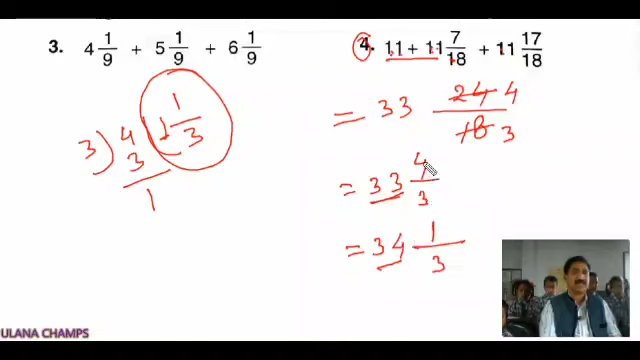 3. 4 1/9 + 5 1/9 + 6 1/9
4. 11 + 11 7/18 + 11 17/18
= 33 24/18 4/3
= 33 4/3
= 34 1/3
3) 4 1 1/3
3
1
ULANA CHAMPS